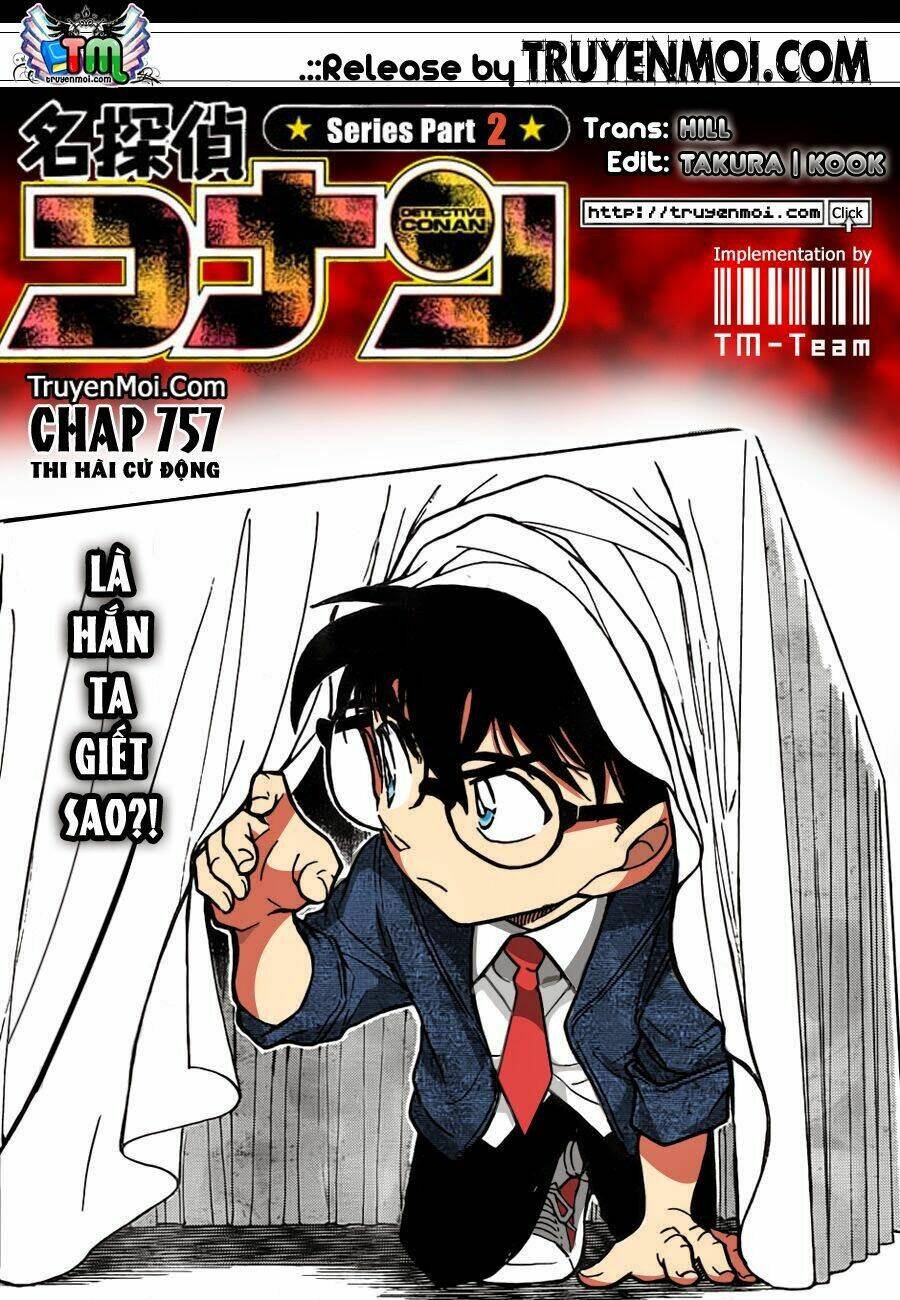 TM
truyenmoi.com
.::Release by TRUYENMOI.COM
名探偵
★ Series Part 2 ★
Trans: HILL
Edit: TAKURA | KOOK
コナン
DETECTIVE
CONAN
http://truyenmoi.com Click
Implementation by
TM-Team
TRUYENMOI.COM
CHAP 757
THI HÀI CỬ ĐỘNG
LÀ
HẮN
TA
GIẾT
SAO?!